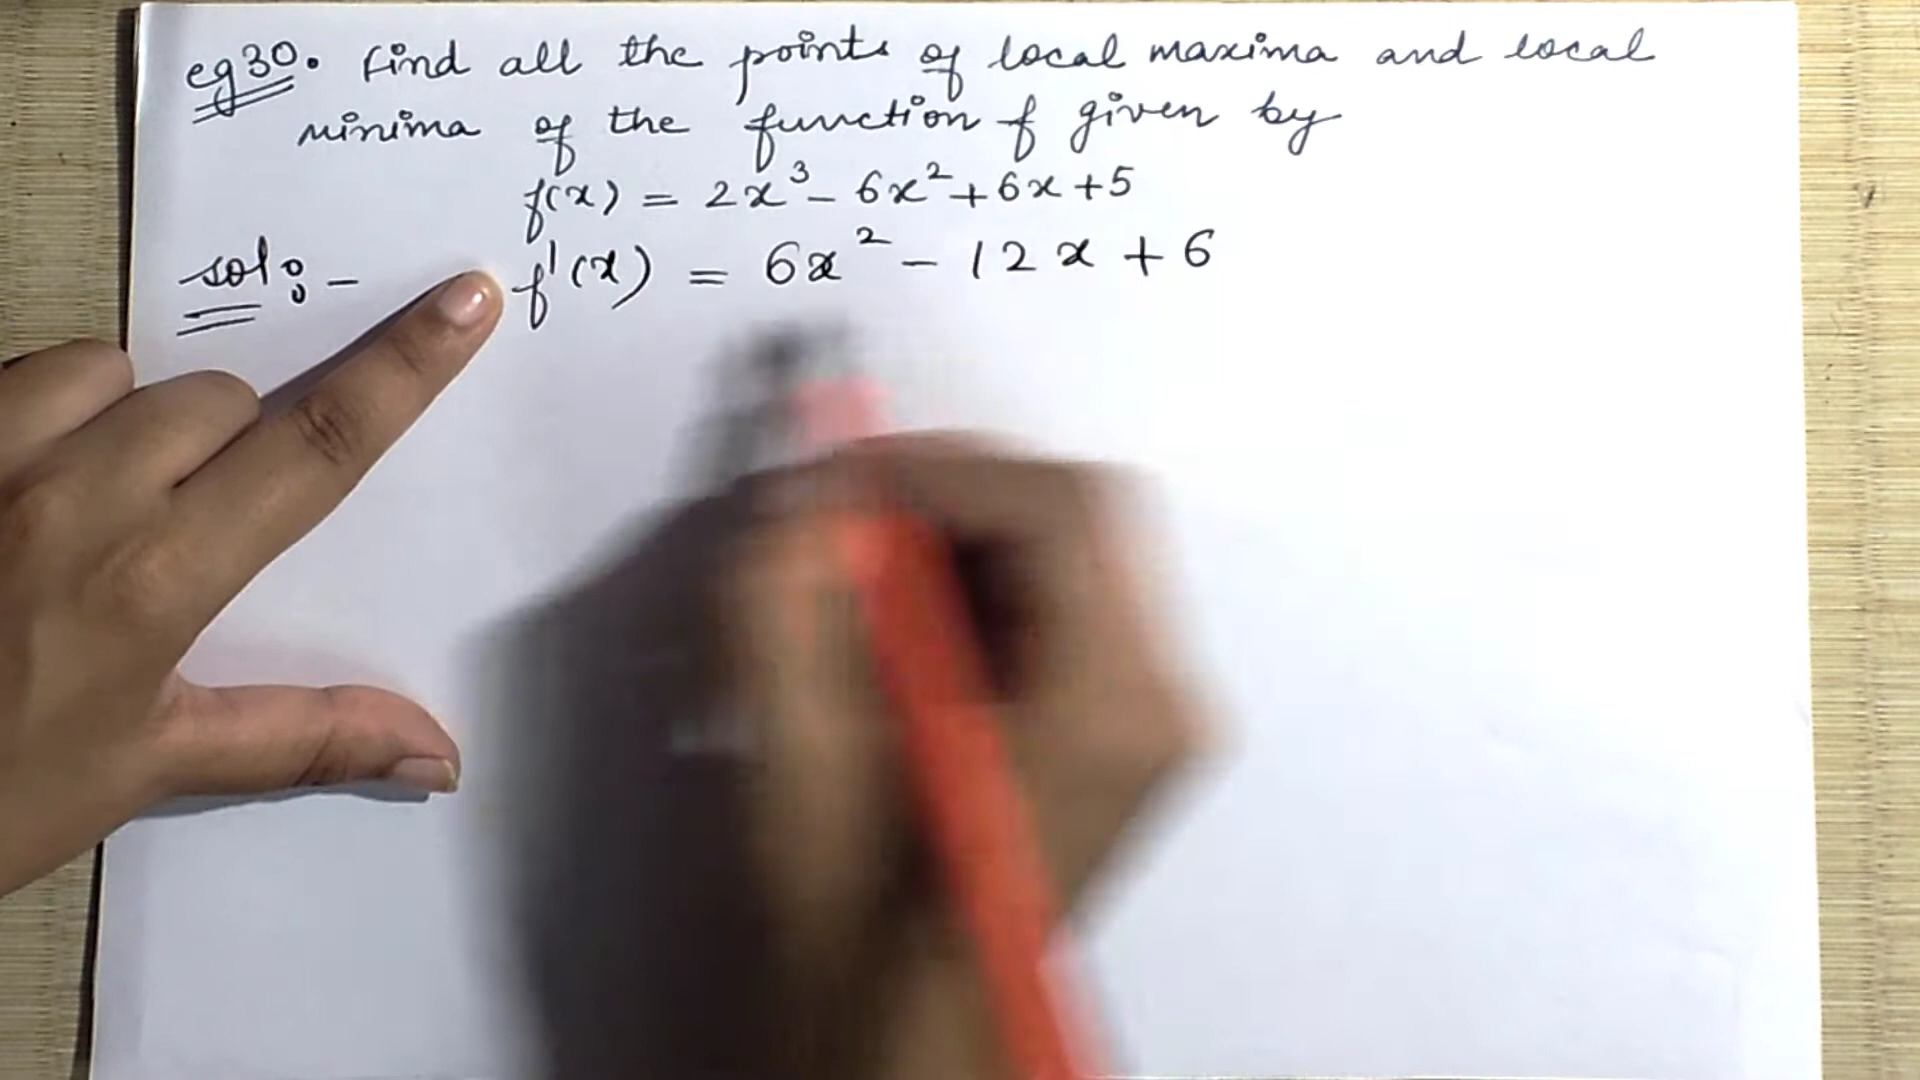 eg30. Find all the points of local maxima and local
minima of the function f given by
f(x) = 2x³ - 6x² + 6x + 5
sol: - f'(x) = 6x² - 12x + 6